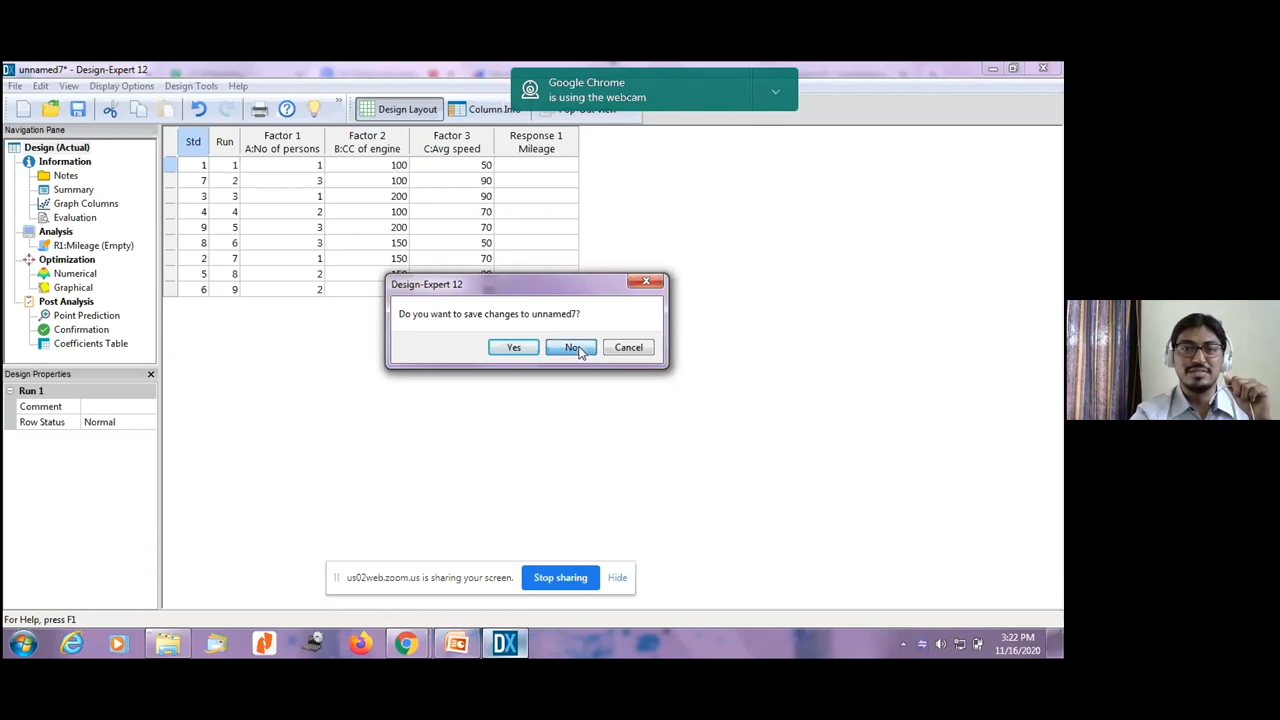 unnamed7* - Design-Expert 12
Google Chrome
is using the webcam
File Edit View Display Options Design Tools Help
Design Layout Column Info
Navigation Pane
Design (Actual)
Information
Notes
Summary
Graph Columns
Evaluation
Analysis
R1:Mileage (Empty)
Optimization
Numerical
Graphical
Post Analysis
Point Prediction
Confirmation
Coefficients Table
Design Properties
Run 1
Comment
Row Status Normal
Std Run Factor 1 A:No of persons Factor 2 B:CC of engine Factor 3 C:Avg speed Response 1 Mileage
1 1 1 100 50
7 2 3 100 90
3 3 1 200 90
4 4 2 100 70
9 5 3 200 70
8 6 3 150 50
2 7 1 150 70
5 8 2
6 9 2
Design-Expert 12
Do you want to save changes to unnamed7?
Yes No Cancel
us02web.zoom.us is sharing your screen. Stop sharing Hide
For Help, press F1
3:22 PM
11/16/2020